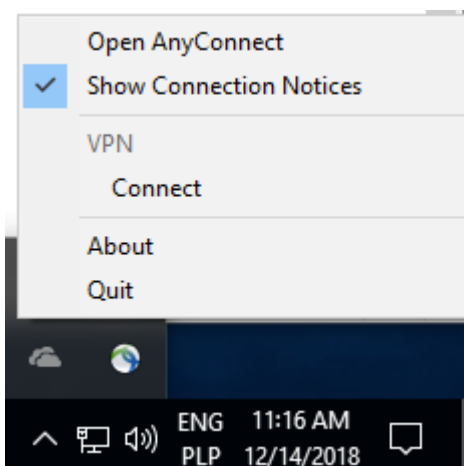 Open AnyConnect
Show Connection Notices
VPN
Connect
About
Quit
ENG 11:16 AM
PLP 12/14/2018